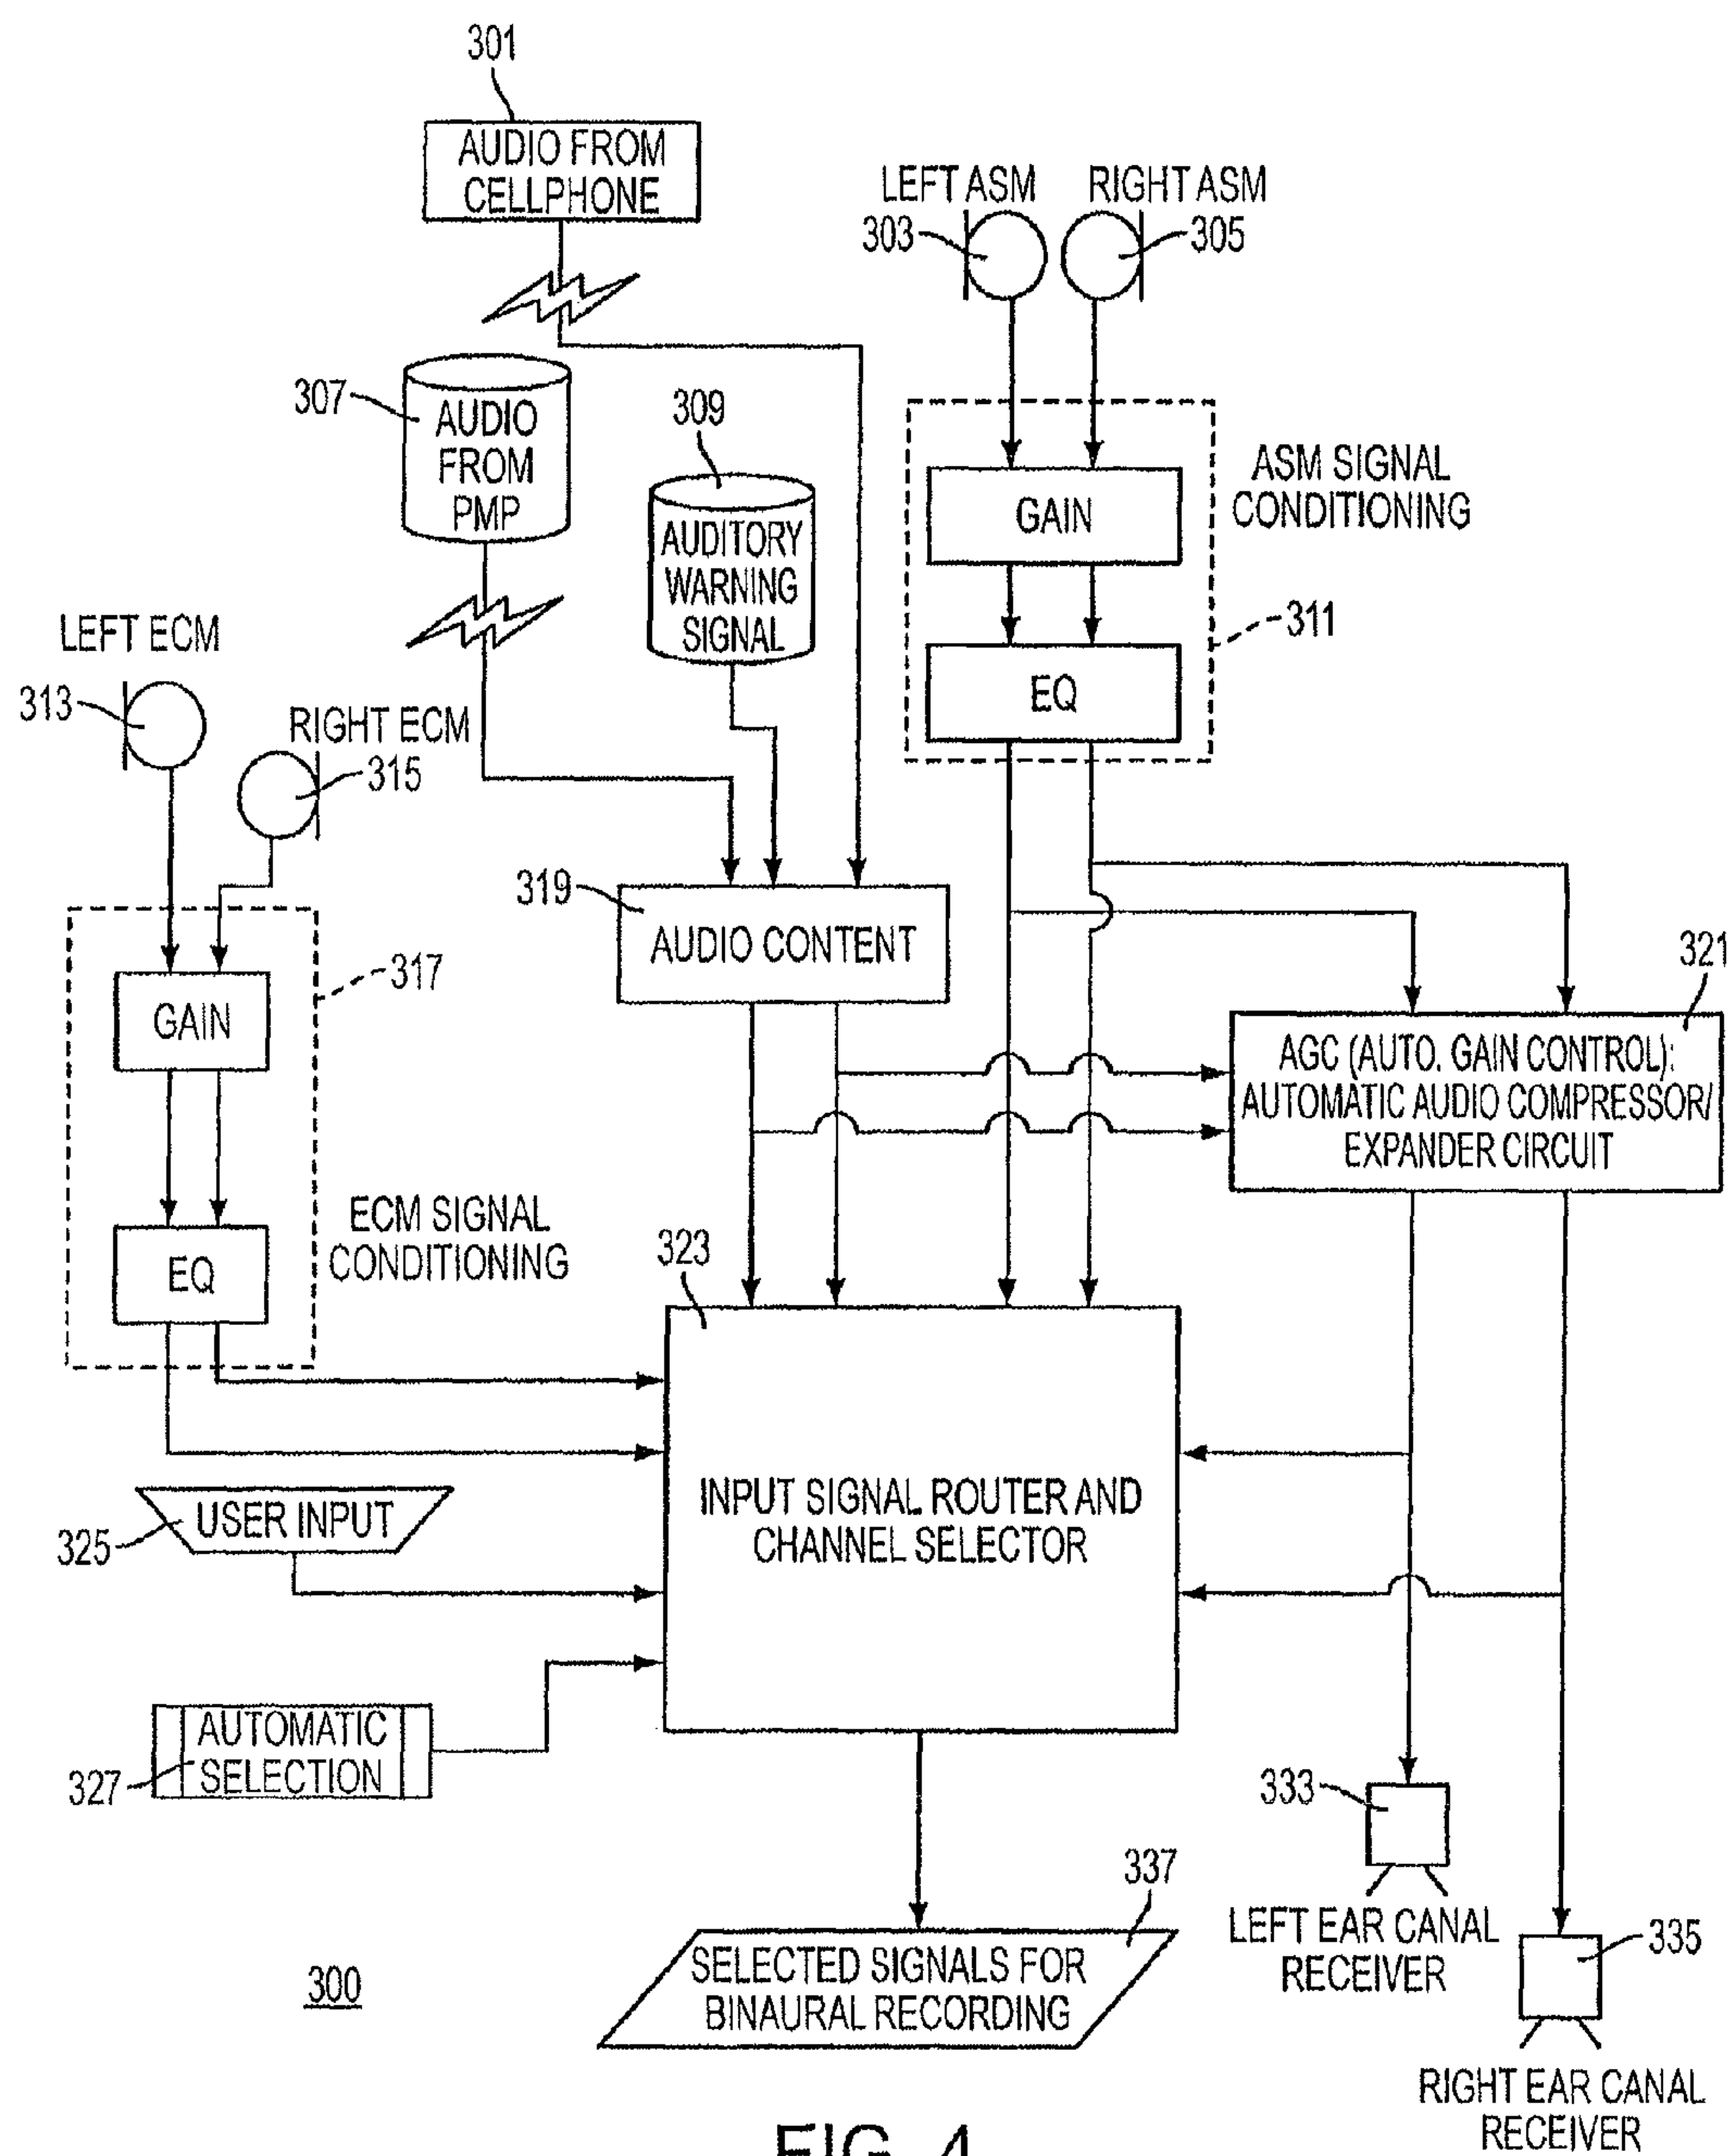 301
AUDIO FROM
CELLPHONE
LEFT ASM
RIGHT ASM
303
305
307
AUDIO
FROM
PMP
309
AUDITORY
WARNING
SIGNAL
GAIN
ASM SIGNAL
CONDITIONING
EQ
311
LEFT ECM
313
RIGHT ECM
315
319
AUDIO CONTENT
321
AGC (AUTO. GAIN CONTROL):
AUTOMATIC AUDIO COMPRESSOR/
EXPANDER CIRCUIT
317
GAIN
EQ
ECM SIGNAL
CONDITIONING
323
INPUT SIGNAL ROUTER AND
CHANNEL SELECTOR
USER INPUT
325
AUTOMATIC
SELECTION
327
333
LEFT EAR CANAL
RECEIVER
335
RIGHT EAR CANAL
RECEIVER
337
SELECTED SIGNALS FOR
BINAURAL RECORDING
300
FIG. 4